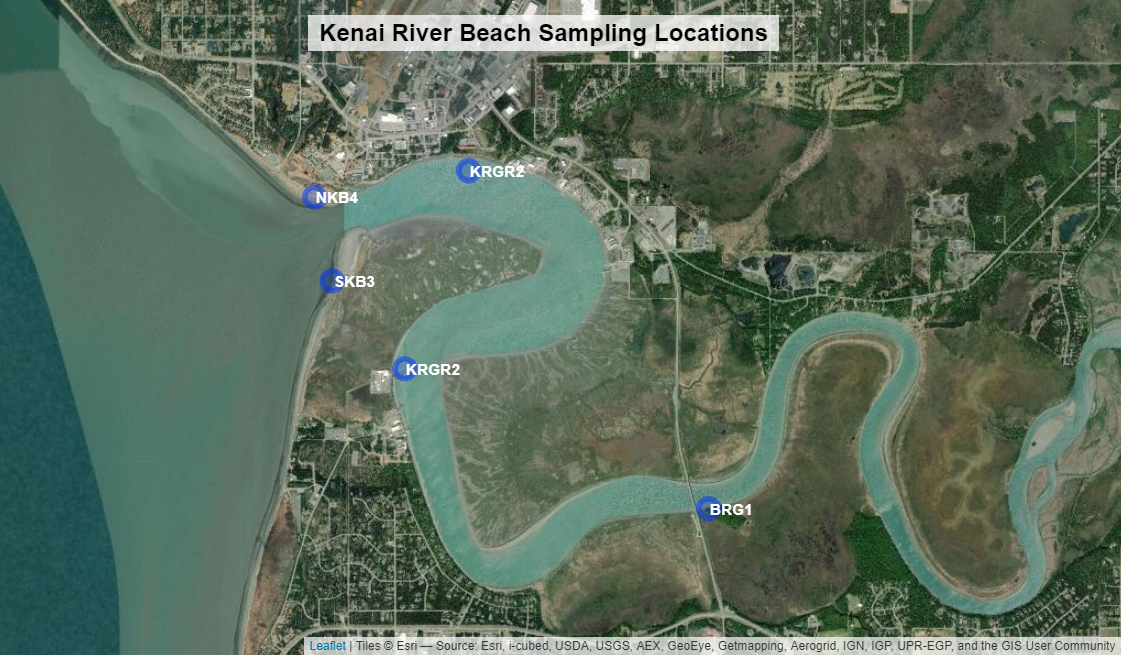 Kenai River Beach Sampling Locations
KRGR2
NKB4
SKB3
KRGR2
BRG1
Leaflet | Tiles © Esri — Source: Esri, i-cubed, USDA, USGS, AEX, GeoEye, Getmapping, Aerogrid, IGN, IGP, UPR-EGP, and the GIS User Community